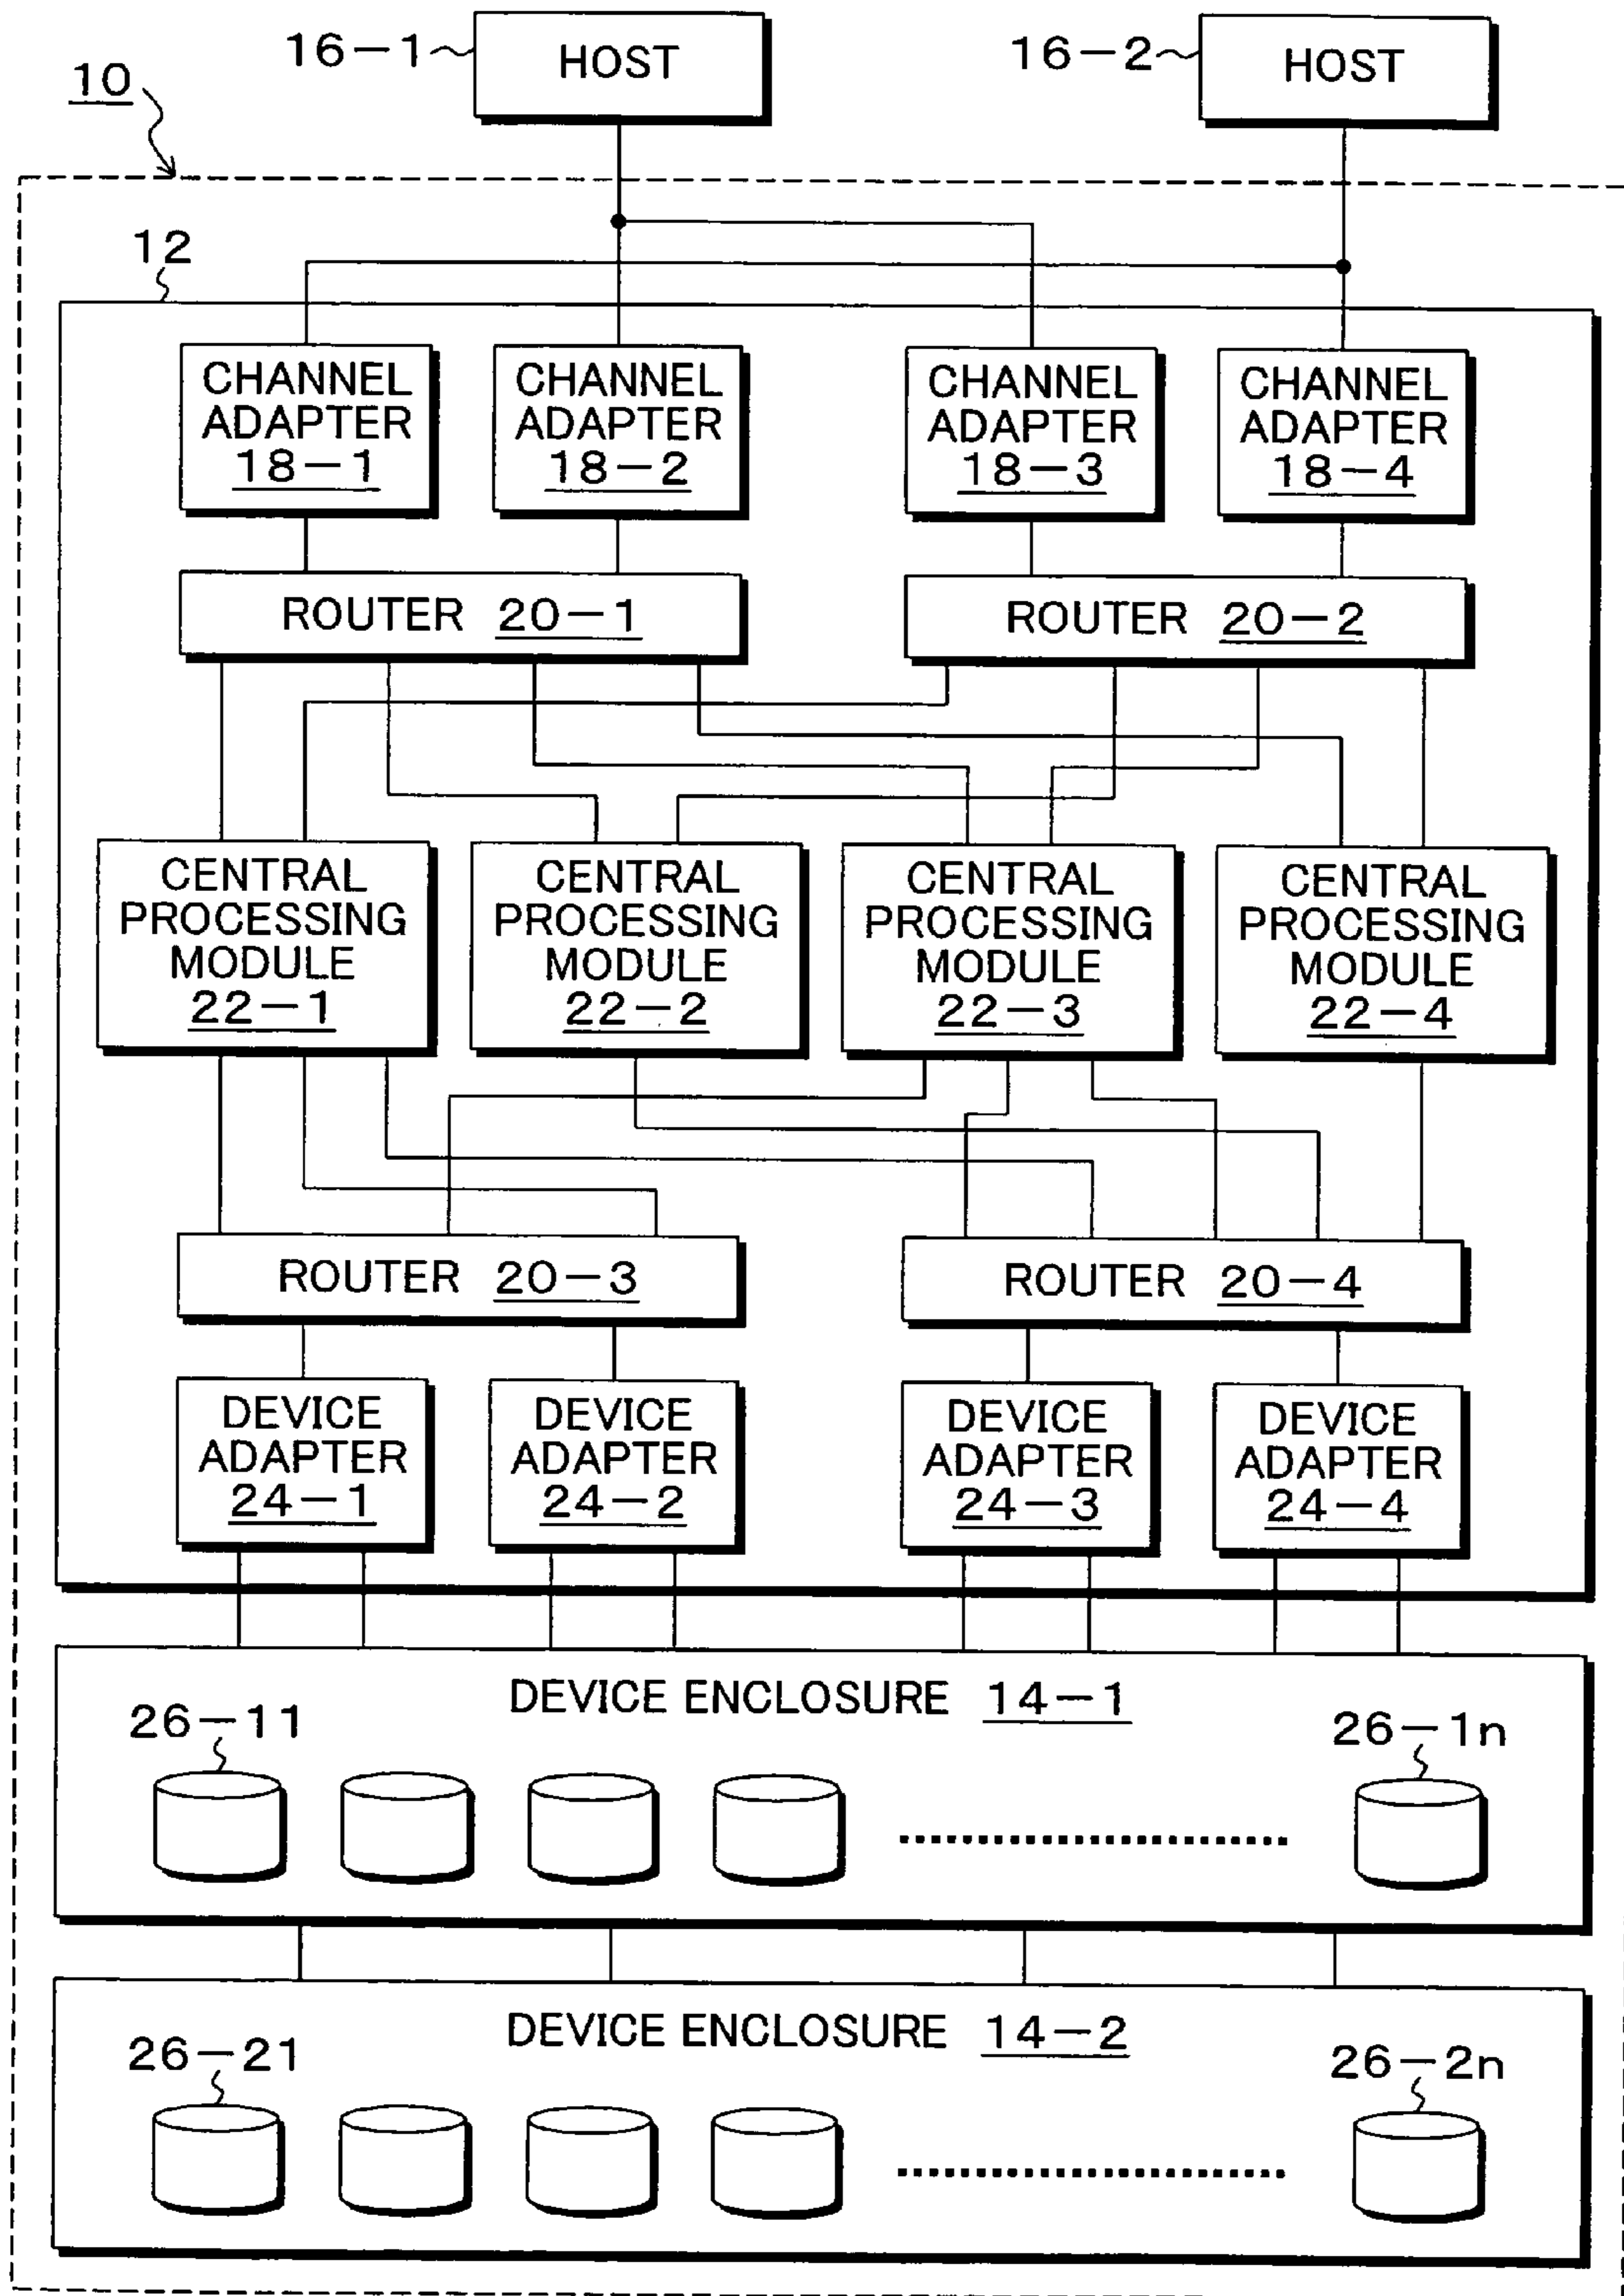 16-1
HOST
16-2
HOST
10
12
CHANNEL
ADAPTER
18-1
CHANNEL
ADAPTER
18-2
CHANNEL
ADAPTER
18-3
CHANNEL
ADAPTER
18-4
ROUTER 20-1
ROUTER 20-2
CENTRAL
PROCESSING
MODULE
22-1
CENTRAL
PROCESSING
MODULE
22-2
CENTRAL
PROCESSING
MODULE
22-3
CENTRAL
PROCESSING
MODULE
22-4
ROUTER 20-3
ROUTER 20-4
DEVICE
ADAPTER
24-1
DEVICE
ADAPTER
24-2
DEVICE
ADAPTER
24-3
DEVICE
ADAPTER
24-4
DEVICE ENCLOSURE 14-1
26-11
26-1n
DEVICE ENCLOSURE 14-2
26-21
26-2n